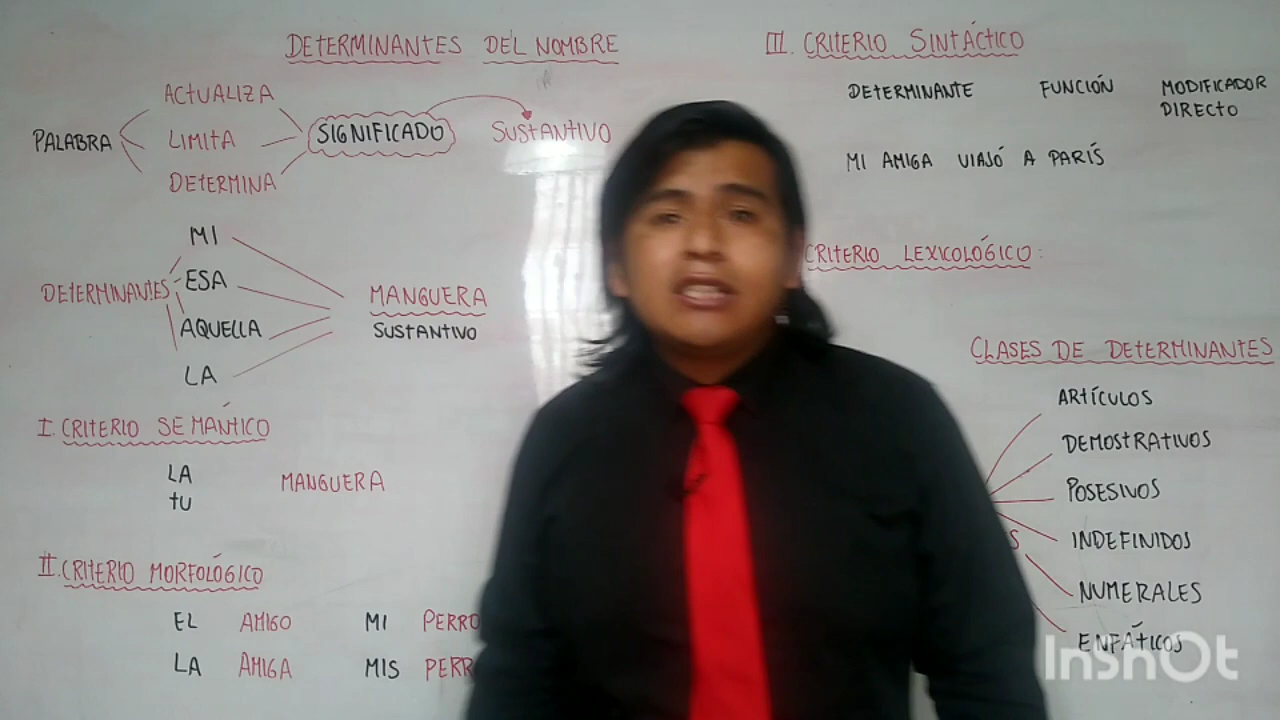 DETERMINANTES DEL NOMBRE
PALABRA
ACTUALIZA
LIMITA
DETERMINA
SIGNIFICADO
SUSTANTIVO
DETERMINANTES
MI
ESA
AQUELLA
LA
MANGUERA
SUSTANTIVO
I. CRITERIO SEMÁNTICO
LA
TU
MANGUERA
II. CRITERIO MORFOLÓGICO
EL AMIGO MI PERRO
LA AMIGA MIS PERR
III. CRITERIO SINTÁCTICO
DETERMINANTE FUNCIÓN MODIFICADOR
DIRECTO
MI AMIGA VIAJÓ A PARÍS
CRITERIO LEXICOLÓGICO:
CLASES DE DETERMINANTES
ARTÍCULOS
DEMOSTRATIVOS
POSESIVOS
INDEFINIDOS
S
NUMERALES
ENFÁTICOS
InshOt